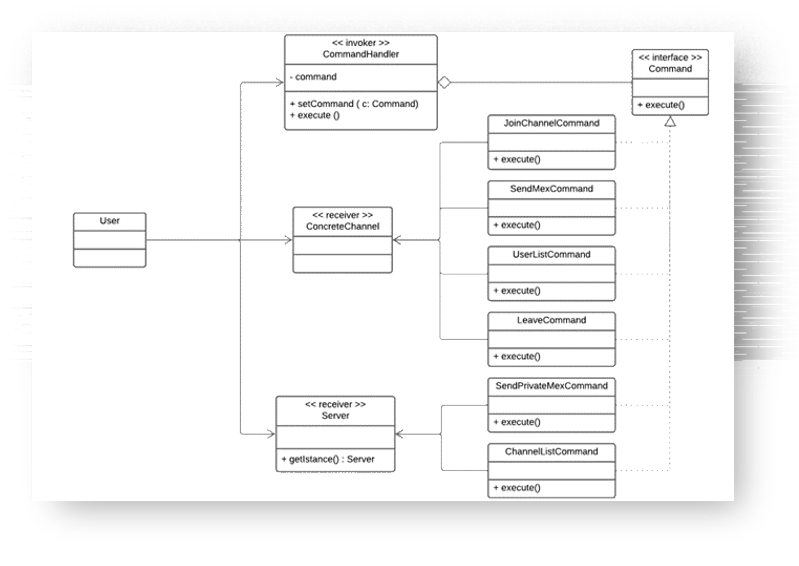 << invoker >>
CommandHandler
- command
+ setCommand ( c: Command)
+ execute ()
<< interface >>
Command
+ execute()
JoinChannelCommand
+ execute()
SendMexCommand
+ execute()
User
<< receiver >>
ConcreteChannel
UserListCommand
+ execute()
LeaveCommand
+ execute()
SendPrivateMexCommand
+ execute()
<< receiver >>
Server
+ getIstance() : Server
ChannelListCommand
+ execute()